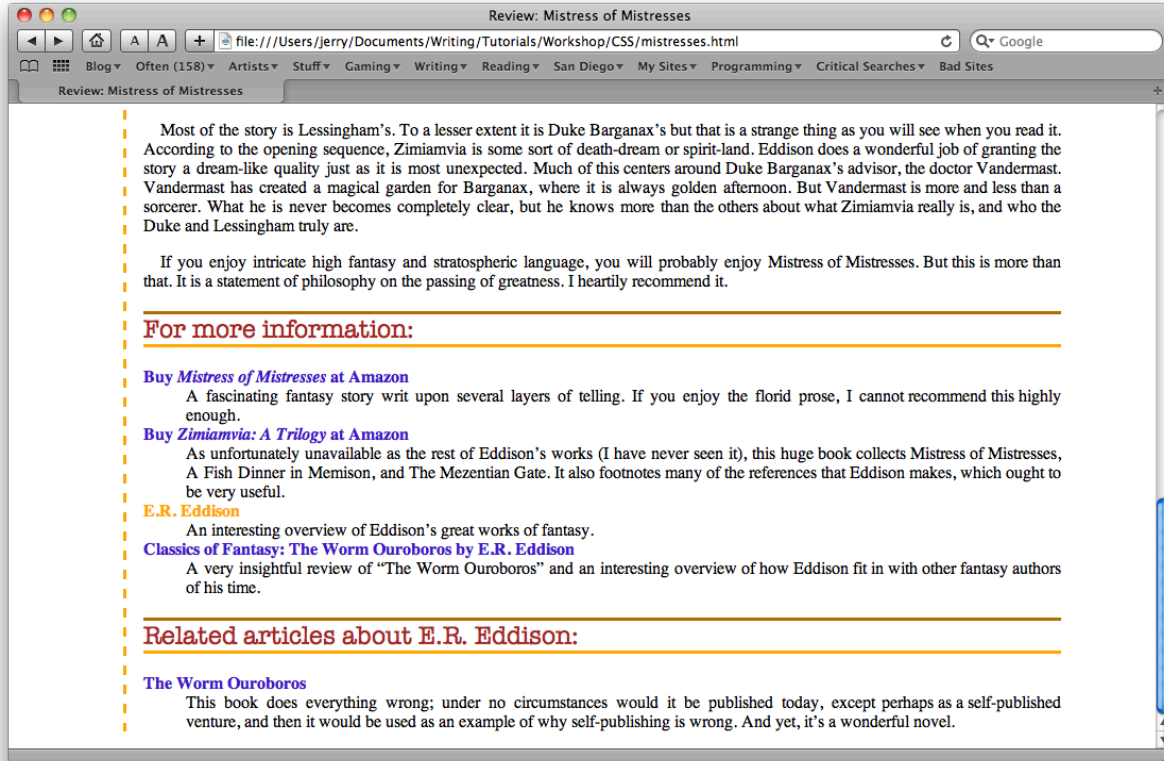 Review: Mistress of Mistresses
A A + file:///Users/jerry/Documents/Writing/Tutorials/Workshop/CSS/mistresses.html Google
Blog Often (158) Artists Stuff Gaming Writing Reading San Diego My Sites Programming Critical Searches Bad Sites
Review: Mistress of Mistresses
Most of the story is Lessingham’s. To a lesser extent it is Duke Barganax’s but that is a strange thing as you will see when you read it.
According to the opening sequence, Zimiamvia is some sort of death-dream or spirit-land. Eddison does a wonderful job of granting the
story a dream-like quality just as it is most unexpected. Much of this centers around Duke Barganax’s advisor, the doctor Vandermast.
Vandermast has created a magical garden for Barganax, where it is always golden afternoon. But Vandermast is more and less than a
sorcerer. What he is never becomes completely clear, but he knows more than the others about what Zimiamvia really is, and who the
Duke and Lessingham truly are.
If you enjoy intricate high fantasy and stratospheric language, you will probably enjoy Mistress of Mistresses. But this is more than
that. It is a statement of philosophy on the passing of greatness. I heartily recommend it.
For more information:
Buy Mistress of Mistresses at Amazon
A fascinating fantasy story writ upon several layers of telling. If you enjoy the florid prose, I cannot recommend this highly
enough.
Buy Zimiamvia: A Trilogy at Amazon
As unfortunately unavailable as the rest of Eddison’s works (I have never seen it), this huge book collects Mistress of Mistresses,
A Fish Dinner in Memison, and The Mezentian Gate. It also footnotes many of the references that Eddison makes, which ought to
be very useful.
E.R. Eddison
An interesting overview of Eddison’s great works of fantasy.
Classics of Fantasy: The Worm Ouroboros by E.R. Eddison
A very insightful review of “The Worm Ouroboros” and an interesting overview of how Eddison fit in with other fantasy authors
of his time.
Related articles about E.R. Eddison:
The Worm Ouroboros
This book does everything wrong; under no circumstances would it be published today, except perhaps as a self-published
venture, and then it would be used as an example of why self-publishing is wrong. And yet, it’s a wonderful novel.